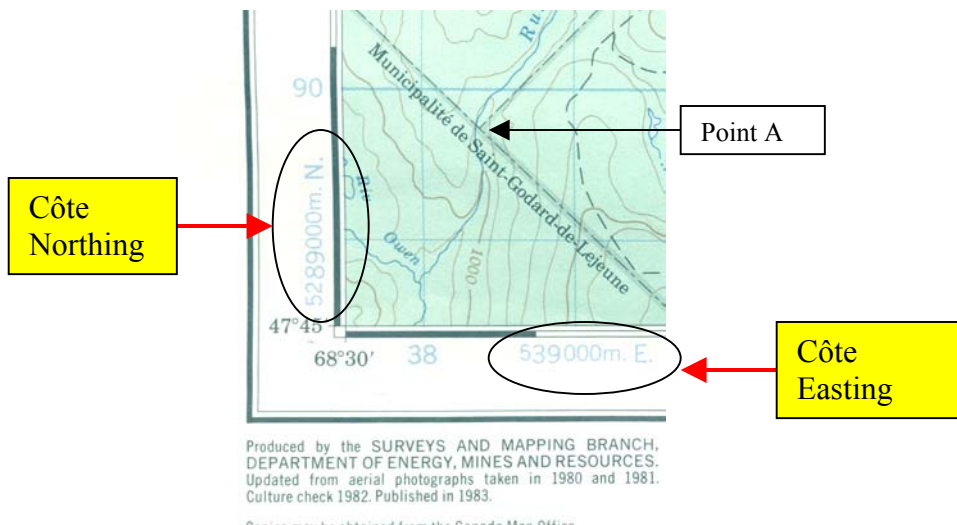 Ru
90
Municipalité de Saint-Godard-de-Lejeune
Point A
Côte
Northing
5289000m. N.
Owen
1000
47°45′
68°30′
38
539000m. E.
Côte
Easting
Produced by the SURVEYS AND MAPPING BRANCH,
DEPARTMENT OF ENERGY, MINES AND RESOURCES.
Updated from aerial photographs taken in 1980 and 1981.
Culture check 1982. Published in 1983.